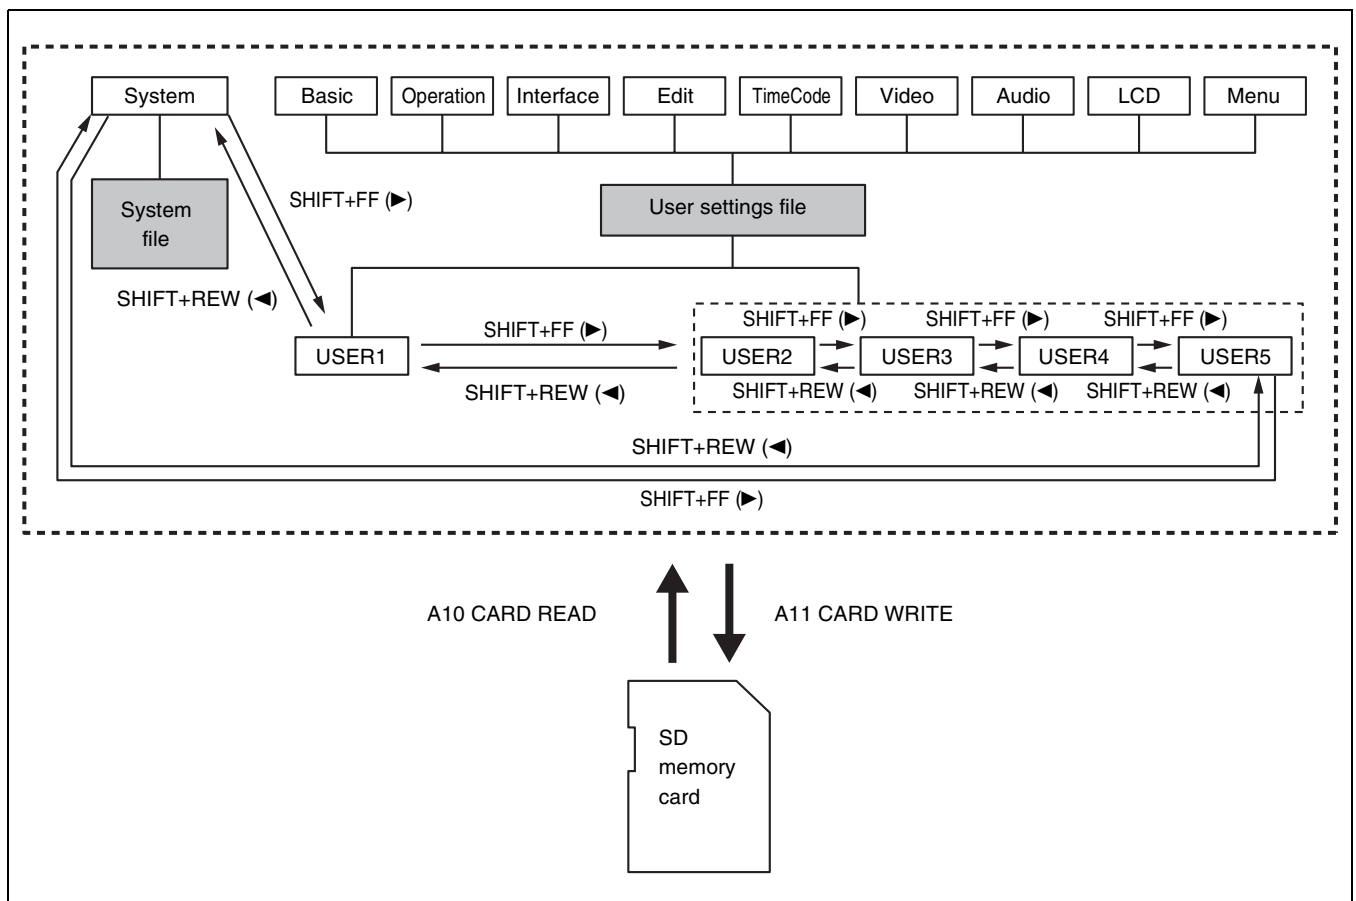 System
Basic
Operation
Interface
Edit
TimeCode
Video
Audio
LCD
Menu
System
file
SHIFT+FF (▶)
User settings file
SHIFT+REW (◀)
USER1
SHIFT+FF (▶)
SHIFT+REW (◀)
SHIFT+FF (▶)
SHIFT+FF (▶)
SHIFT+FF (▶)
USER2
USER3
USER4
USER5
SHIFT+REW (◀)
SHIFT+REW (◀)
SHIFT+REW (◀)
SHIFT+REW (◀)
SHIFT+FF (▶)
A10 CARD READ
A11 CARD WRITE
SD
memory
card